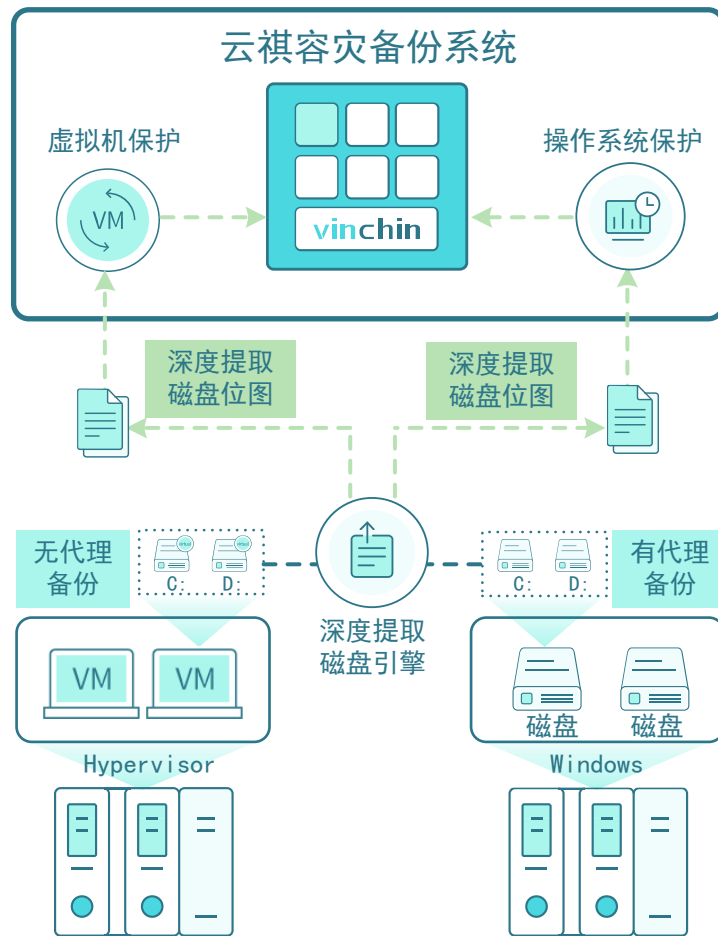 云祺容灾备份系统
虚拟机保护
操作系统保护
VM
vinchin
深度提取
磁盘位图
深度提取
磁盘位图
无代理
备份
C:
D:
C:
D:
有代理
备份
深度提取
磁盘引擎
VM
VM
磁盘
磁盘
Hypervisor
Windows